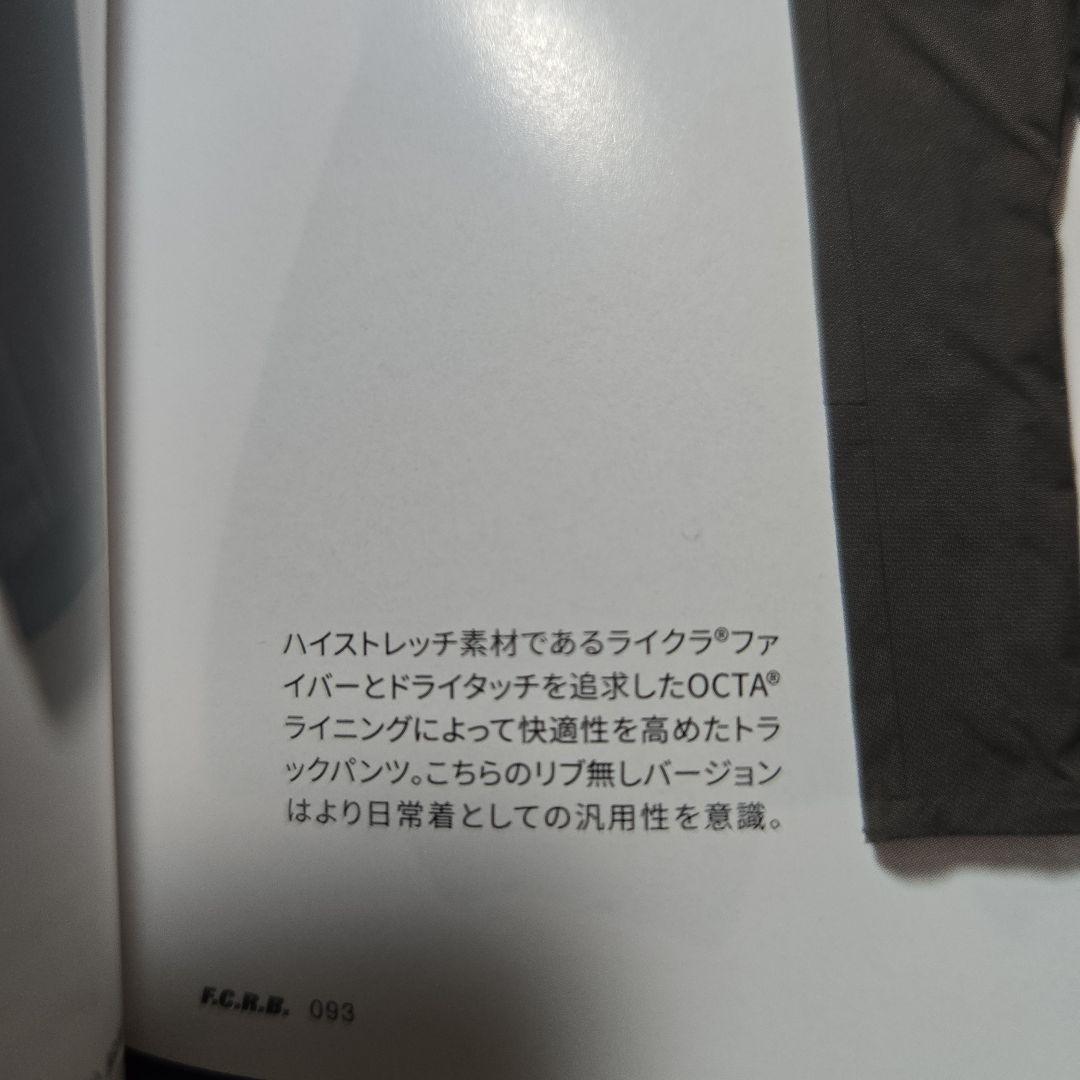 ハイストレッチ素材であるライクラ®ファ
イバーとドライタッチを追求したOCTA®
ライニングによって快適性を高めたトラ
ックパンツ。こちらのリブ無しバージョン
はより日常着としての汎用性を意識。
F.C.R.B. 093